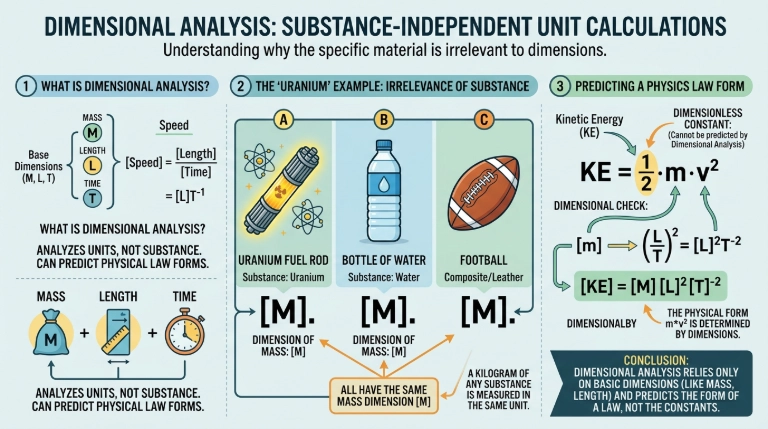 DIMENSIONAL ANALYSIS: SUBSTANCE-INDEPENDENT UNIT CALCULATIONS
Understanding why the specific material is irrelevant to dimensions.
1 WHAT IS DIMENSIONAL ANALYSIS?
MASS
M
LENGTH
L
TIME
T
Base
Dimensions
(M, L, T)
Speed
[Speed] = [Length] / [Time]
= [L]T⁻¹
WHAT IS DIMENSIONAL ANALYSIS?
ANALYZES UNITS, NOT SUBSTANCE.
CAN PREDICT PHYSICAL LAW FORMS.
MASS + LENGTH + TIME
M
ANALYZES UNITS, NOT SUBSTANCE.
CAN PREDICT PHYSICAL LAW FORMS.
2 THE 'URANIUM' EXAMPLE: IRRELEVANCE OF SUBSTANCE
A
URANIUM FUEL ROD
Substance: Uranium
[M].
DIMENSION OF
MASS: [M]
B
BOTTLE OF WATER
Substance: Water
[M].
DIMENSION OF
MASS: [M]
C
FOOTBALL
Composite/Leather
[M].
ALL HAVE THE SAME
MASS DIMENSION [M]
A KILOGRAM OF
ANY SUBSTANCE
IS MEASURED IN
THE SAME UNIT.
3 PREDICTING A PHYSICS LAW FORM
Kinetic Energy
(KE)
DIMENSIONLESS
CONSTANT:
(Cannot be predicted by
Dimensional Analysis)
KE = 1/2 · m · v²
DIMENSIONAL CHECK:
[m] (L/T)² = [L]²T⁻²
[KE] = [M] [L]² [T]⁻²
DIMENSIONALBY
THE PHYSICAL FORM
m*v² IS DETERMINED
BY DIMENSIONS.
CONCLUSION:
DIMENSIONAL ANALYSIS RELIES ONLY
ON BASIC DIMENSIONS (LIKE MASS,
LENGTH) AND PREDICTS THE FORM OF
A LAW, NOT THE CONSTANTS.